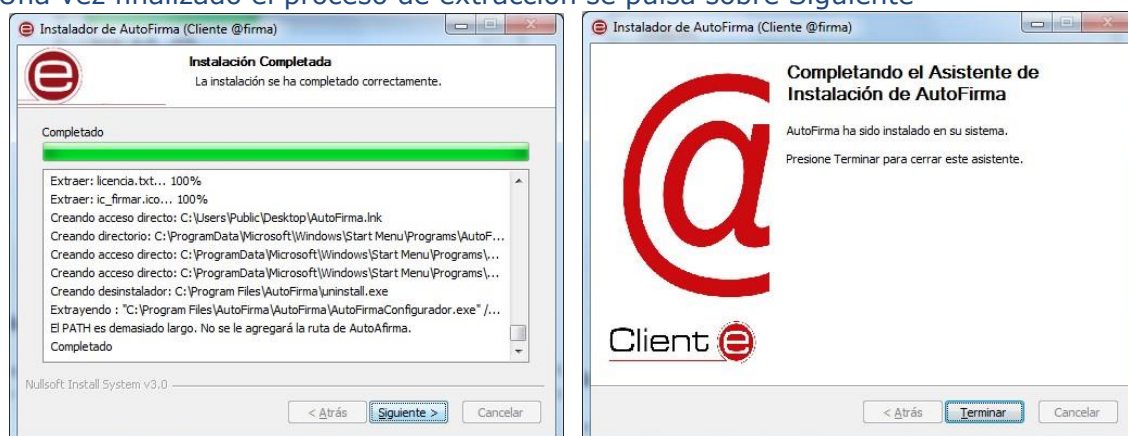 Una vez finalizado el proceso de extracción se pulsa sobre Siguiente
Instalador de AutoFirma (Cliente @firma)
Instalación Completada
La instalación se ha completado correctamente.
Completado
Extraer: licencia.txt... 100%
Extraer: ic_firmar.ico... 100%
Creando acceso directo: C:\Users\Public\Desktop\AutoFirma.lnk
Creando directorio: C:\ProgramData\Microsoft\Windows\Start Menu\Programs\AutoF...
Creando acceso directo: C:\ProgramData\Microsoft\Windows\Start Menu\Programs\...
Creando acceso directo: C:\ProgramData\Microsoft\Windows\Start Menu\Programs\...
Creando desinstalador: C:\Program Files\AutoFirma\uninstall.exe
Extrayendo : "C:\Program Files\AutoFirma\AutoFirma\AutoFirmaConfigurador.exe" /...
El PATH es demasiado largo. No se le agregará la ruta de AutoAfirma.
Completado
Nullsoft Install System v3.0
< Atrás
Siguiente >
Cancelar
Instalador de AutoFirma (Cliente @firma)
Completando el Asistente de
Instalación de AutoFirma
AutoFirma ha sido instalado en su sistema.
Presione Terminar para cerrar este asistente.
@
Client e
< Atrás
Terminar
Cancelar